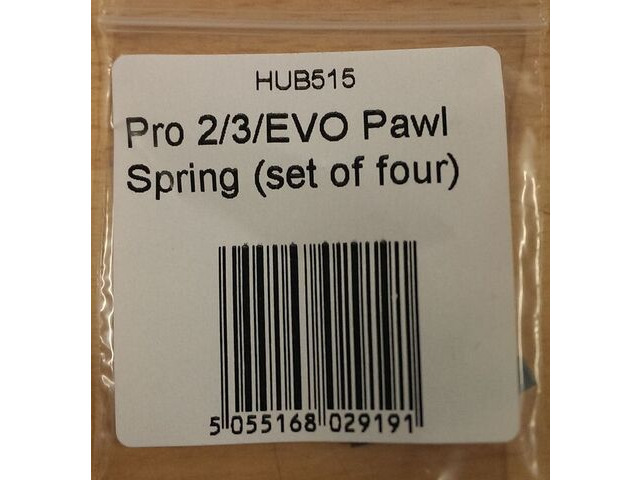 HUB515
Pro 2/3/EVO Pawl
Spring (set of four)
5 055168 029191